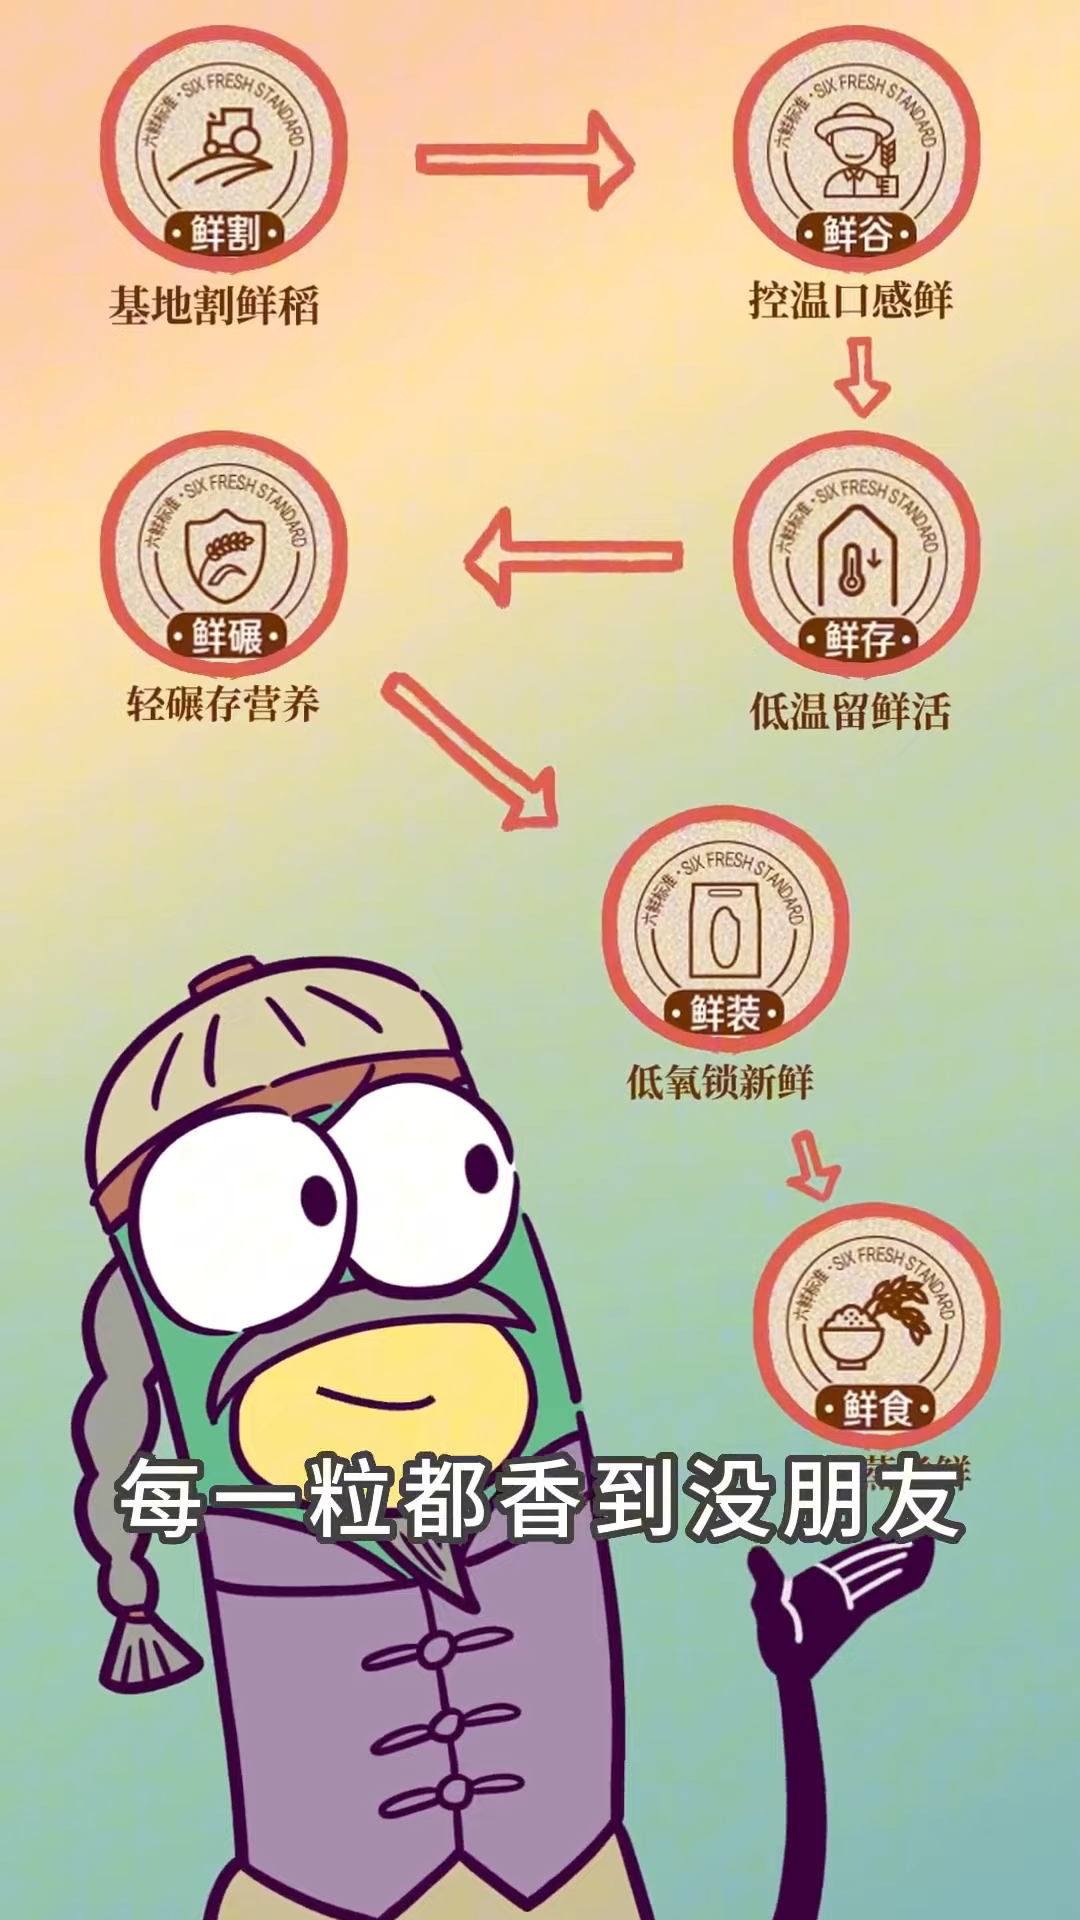 六鲜标准·SIX FRESH STANDARD
·鲜割·
基地割鲜稻
六鲜标准·SIX FRESH STANDARD
·鲜谷·
控温口感鲜
六鲜标准·SIX FRESH STANDARD
·鲜存·
低温留鲜活
六鲜标准·SIX FRESH STANDARD
·鲜碾·
轻碾存营养
六鲜标准·SIX FRESH STANDARD
·鲜装·
低氧锁新鲜
六鲜标准·SIX FRESH STANDARD
·鲜食·
每一粒都香到没朋友